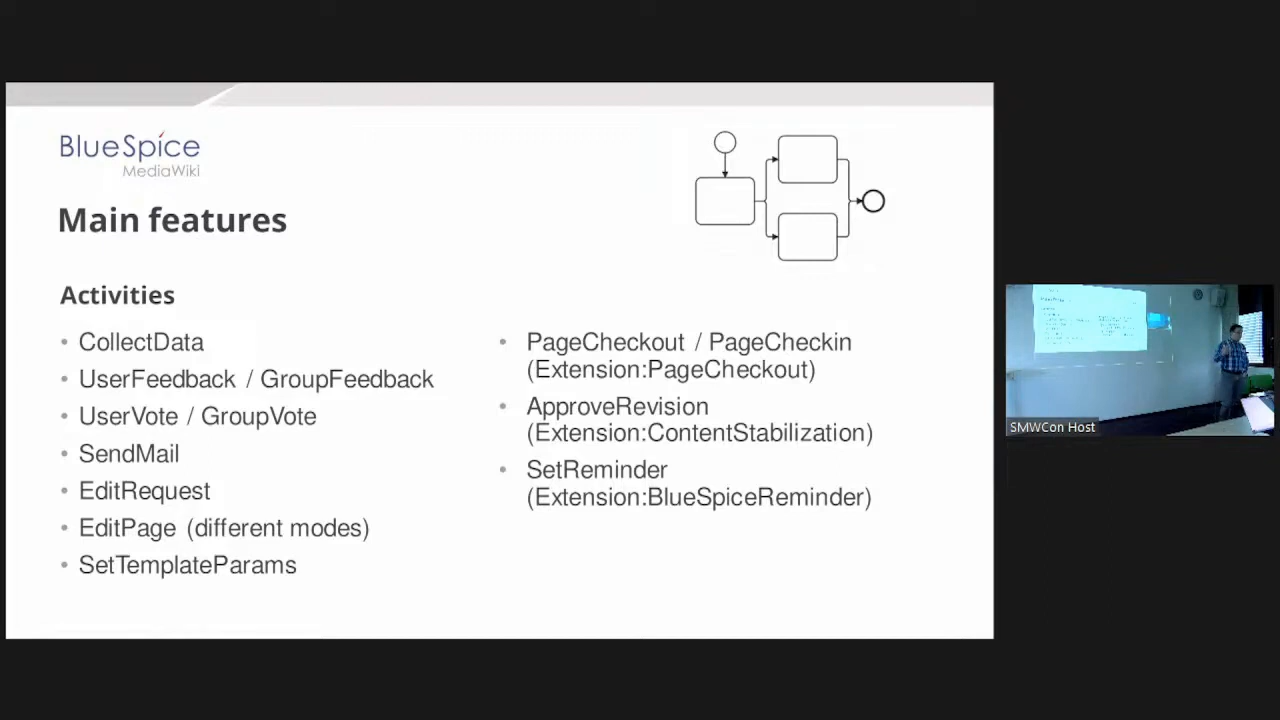 BlueSpice
MediaWiki
Main features
Activities
• CollectData
• UserFeedback / GroupFeedback
• UserVote / GroupVote
• SendMail
• EditRequest
• EditPage (different modes)
• SetTemplateParams
• PageCheckout / PageCheckin
(Extension:PageCheckout)
• ApproveRevision
(Extension:ContentStabilization)
• SetReminder
(Extension:BlueSpiceReminder)
SMWCon Host